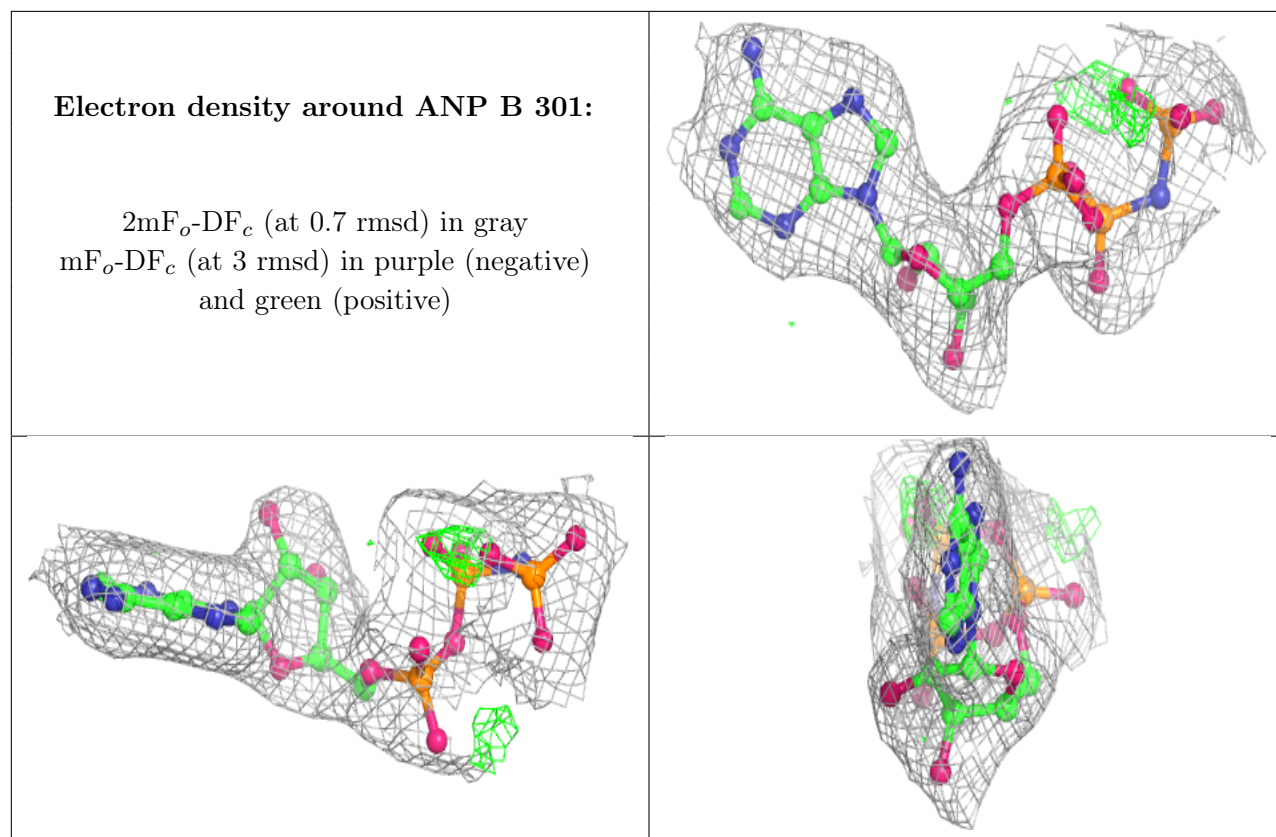 Electron density around ANP B 301:
2mFo-DFc (at 0.7 rmsd) in gray
mFo-DFc (at 3 rmsd) in purple (negative)
and green (positive)